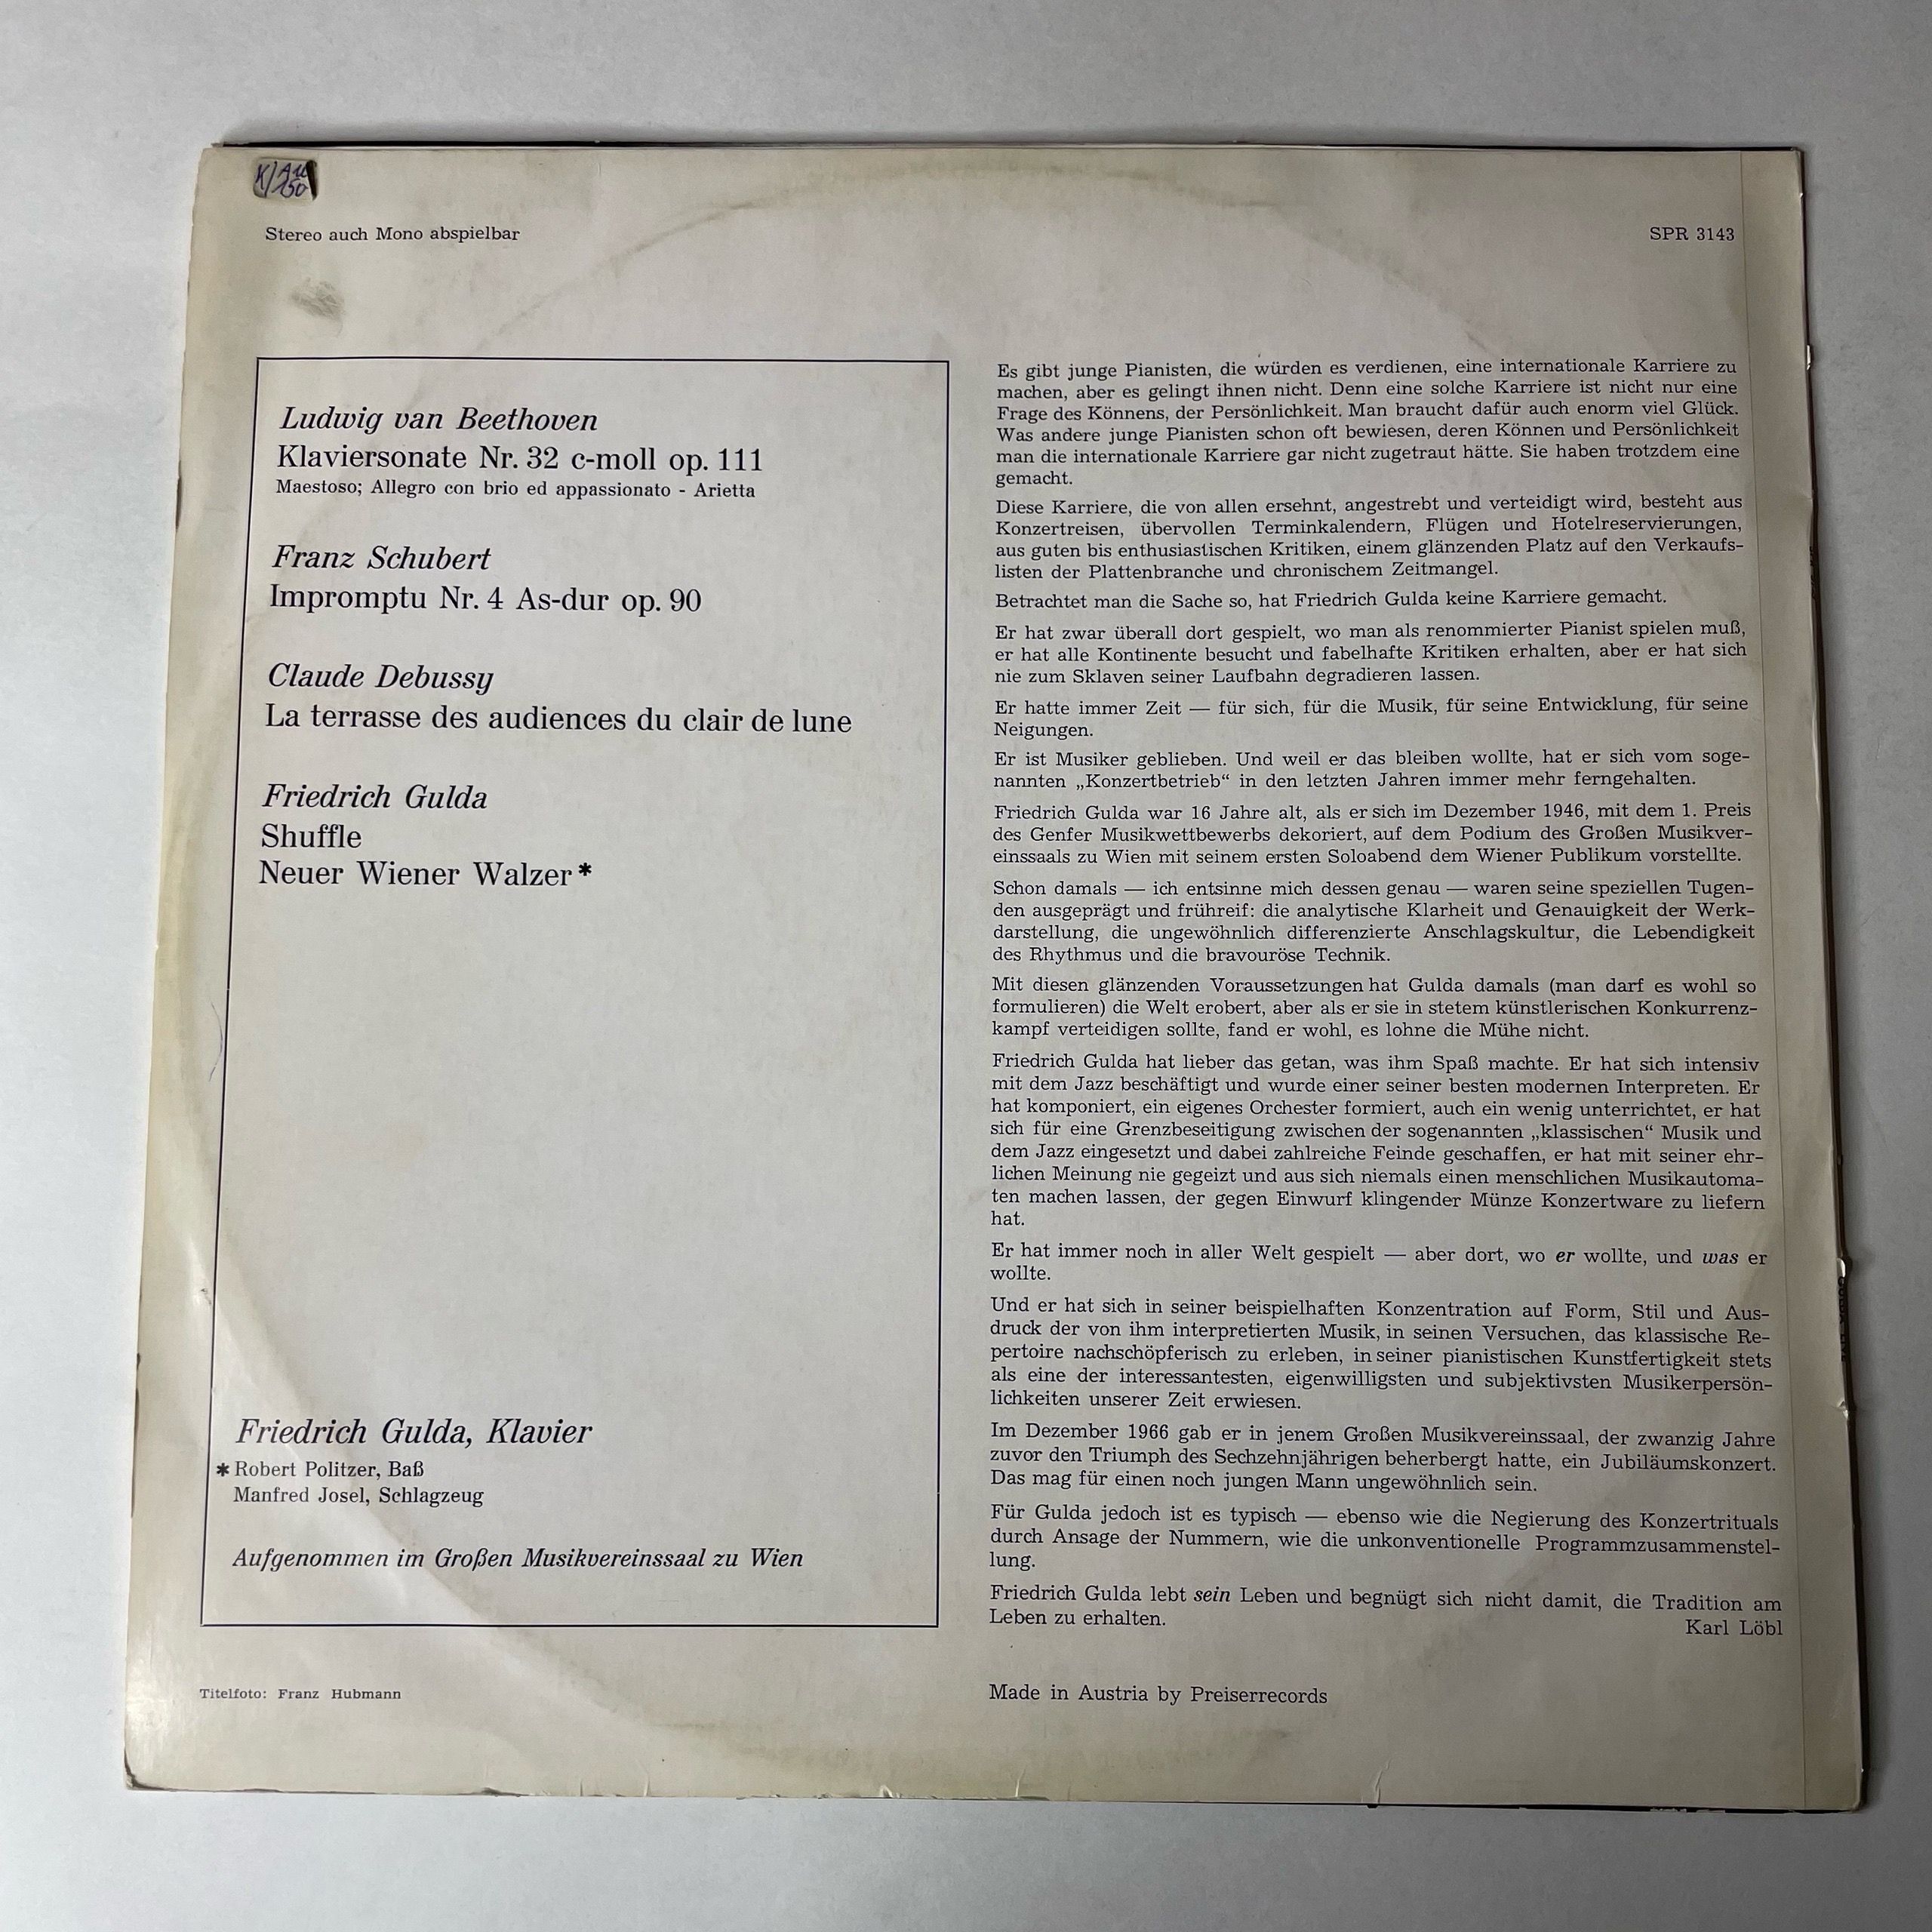 Stereo auch Mono abspielbar
SPR 3143
Ludwig van Beethoven
Klaviersonate Nr. 32 c-moll op. 111
Maestoso; Allegro con brio ed appassionato - Arietta
Franz Schubert
Impromptu Nr. 4 As-dur op. 90
Claude Debussy
La terrasse des audiences du clair de lune
Friedrich Gulda
Shuffle
Neuer Wiener Walzer *
Friedrich Gulda, Klavier
* Robert Politzer, Baß
Manfred Josel, Schlagzeug
Aufgenommen im Großen Musikvereinssaal zu Wien
Titelfoto: Franz Hubmann
Es gibt junge Pianisten, die würden es verdienen, eine internationale Karriere zu
machen, aber es gelingt ihnen nicht. Denn eine solche Karriere ist nicht nur eine
Frage des Könnens, der Persönlichkeit. Man braucht dafür auch enorm viel Glück.
Was andere junge Pianisten schon oft bewiesen, deren Können und Persönlichkeit
man die internationale Karriere gar nicht zugetraut hätte. Sie haben trotzdem eine
gemacht.
Diese Karriere, die von allen ersehnt, angestrebt und verteidigt wird, besteht aus
Konzertreisen, übervollen Terminkalendern, Flügen und Hotelreservierungen,
aus guten bis enthusiastischen Kritiken, einem glänzenden Platz auf den Verkaufs-
listen der Plattenbranche und chronischem Zeitmangel.
Betrachtet man die Sache so, hat Friedrich Gulda keine Karriere gemacht.
Er hat zwar überall dort gespielt, wo man als renommierter Pianist spielen muß,
er hat alle Kontinente besucht und fabelhafte Kritiken erhalten, aber er hat sich
nie zum Sklaven seiner Laufbahn degradieren lassen.
Er hatte immer Zeit — für sich, für die Musik, für seine Entwicklung, für seine
Neigungen.
Er ist Musiker geblieben. Und weil er das bleiben wollte, hat er sich vom soge-
nannten „Konzertbetrieb“ in den letzten Jahren immer mehr ferngehalten.
Friedrich Gulda war 16 Jahre alt, als er sich im Dezember 1946, mit dem 1. Preis
des Genfer Musikwettbewerbs dekoriert, auf dem Podium des Großen Musikver-
einssaals zu Wien mit seinem ersten Soloabend dem Wiener Publikum vorstellte.
Schon damals — ich entsinne mich dessen genau — waren seine speziellen Tugen-
den ausgeprägt und frühreif: die analytische Klarheit und Genauigkeit der Werk-
darstellung, die ungewöhnlich differenzierte Anschlagskultur, die Lebendigkeit
des Rhythmus und die bravouröse Technik.
Mit diesen glänzenden Voraussetzungen hat Gulda damals (man darf es wohl so
formulieren) die Welt erobert, aber als er sie in stetem künstlerischen Konkurrenz-
kampf verteidigen sollte, fand er wohl, es lohne die Mühe nicht.
Friedrich Gulda hat lieber das getan, was ihm Spaß machte. Er hat sich intensiv
mit dem Jazz beschäftigt und wurde einer seiner besten modernen Interpreten. Er
hat komponiert, ein eigenes Orchester formiert, auch ein wenig unterrichtet, er hat
sich für eine Grenzbeseitigung zwischen der sogenannten „klassischen“ Musik und
dem Jazz eingesetzt und dabei zahlreiche Feinde geschaffen, er hat mit seiner ehr-
lichen Meinung nie gegeizt und aus sich niemals einen menschlichen Musikautoma-
ten machen lassen, der gegen Einwurf klingender Münze Konzertware zu liefern
hat.
Er hat immer noch in aller Welt gespielt — aber dort, wo er wollte, und was er
wollte.
Und er hat sich in seiner beispielhaften Konzentration auf Form, Stil und Aus-
druck der von ihm interpretierten Musik, in seinen Versuchen, das klassische Re-
pertoire nachschöpferisch zu erleben, in seiner pianistischen Kunstfertigkeit stets
als eine der interessantesten, eigenwilligsten und subjektivsten Musikerpersön-
lichkeiten unserer Zeit erwiesen.
Im Dezember 1966 gab er in jenem Großen Musikvereinssaal, der zwanzig Jahre
zuvor den Triumph des Sechzehnjährigen beherbergt hatte, ein Jubiläumskonzert.
Das mag für einen noch jungen Mann ungewöhnlich sein.
Für Gulda jedoch ist es typisch — ebenso wie die Negierung des Konzertrituals
durch Ansage der Nummern, wie die unkonventionelle Programmzusammenstel-
lung.
Friedrich Gulda lebt sein Leben und begnügt sich nicht damit, die Tradition am
Leben zu erhalten.
Karl Löbl
Made in Austria by Preiserrecords